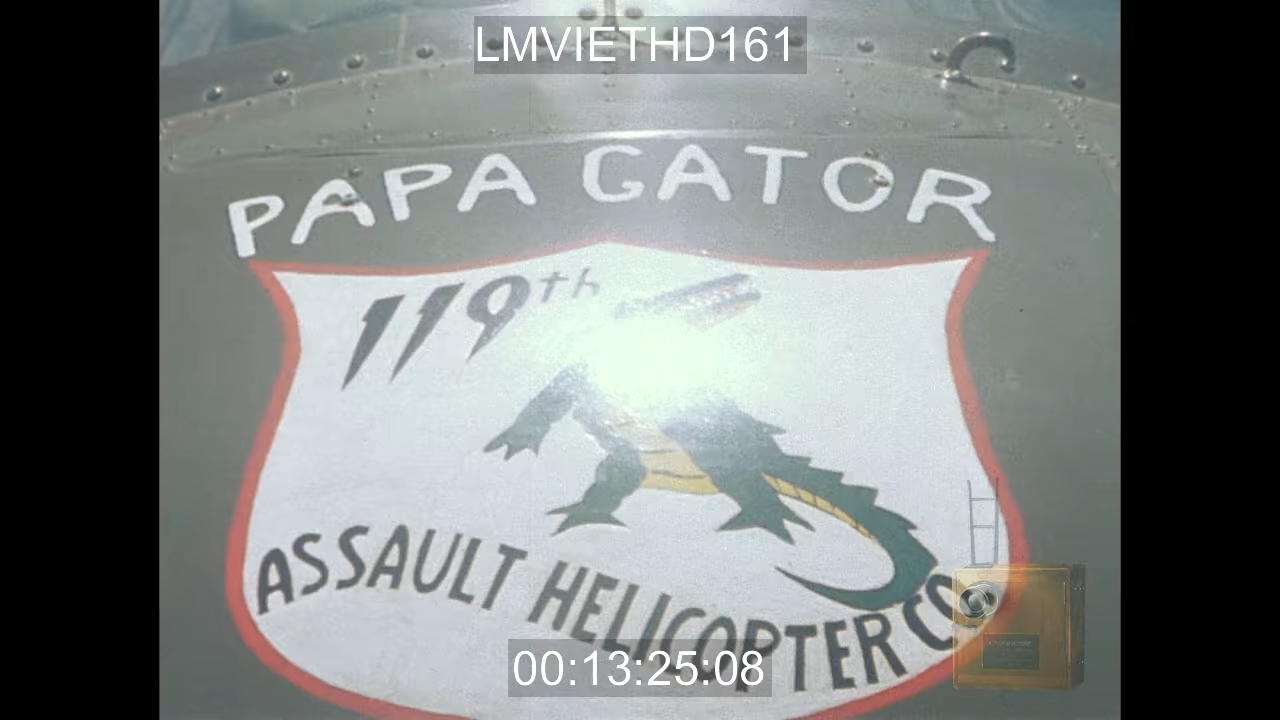 LMVIETHD161
PAPA GATOR
119th
ASSAULT HELICOPTER CO.
00:13:25:08